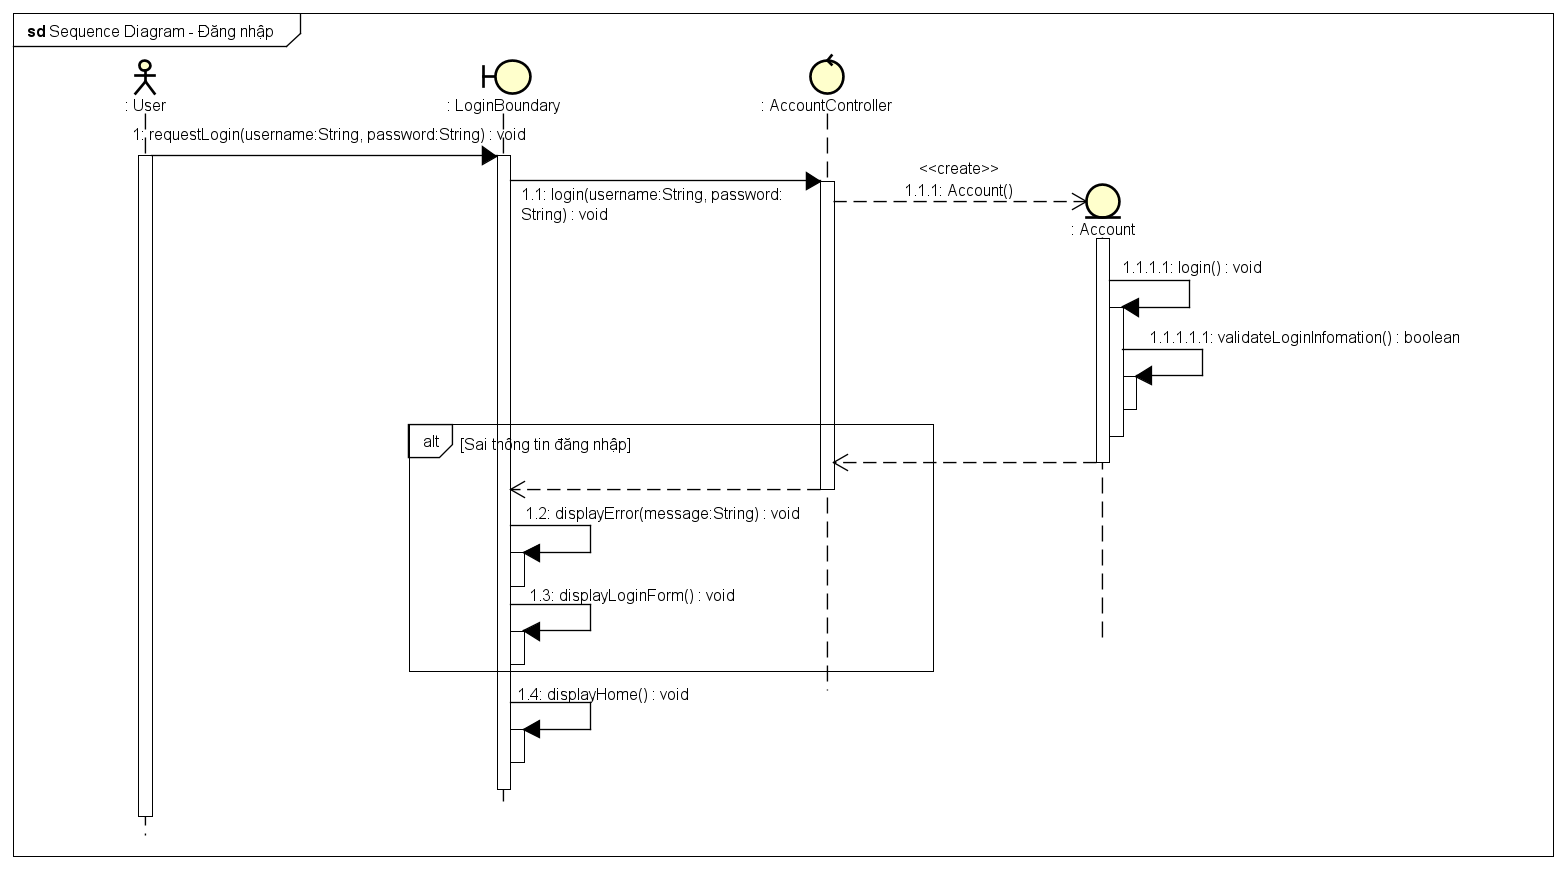 sd Sequence Diagram - Đăng nhập
: User
: LoginBoundary
: AccountController
1: requestLogin(username:String, password:String) : void
<<create>>
1.1.1: Account()
1.1: login(username:String, password:
String) : void
: Account
1.1.1.1: login() : void
1.1.1.1.1: validateLoginInfomation() : boolean
alt
[Sai thông tin đăng nhập]
1.2: displayError(message:String) : void
1.3: displayLoginForm() : void
1.4: displayHome() : void